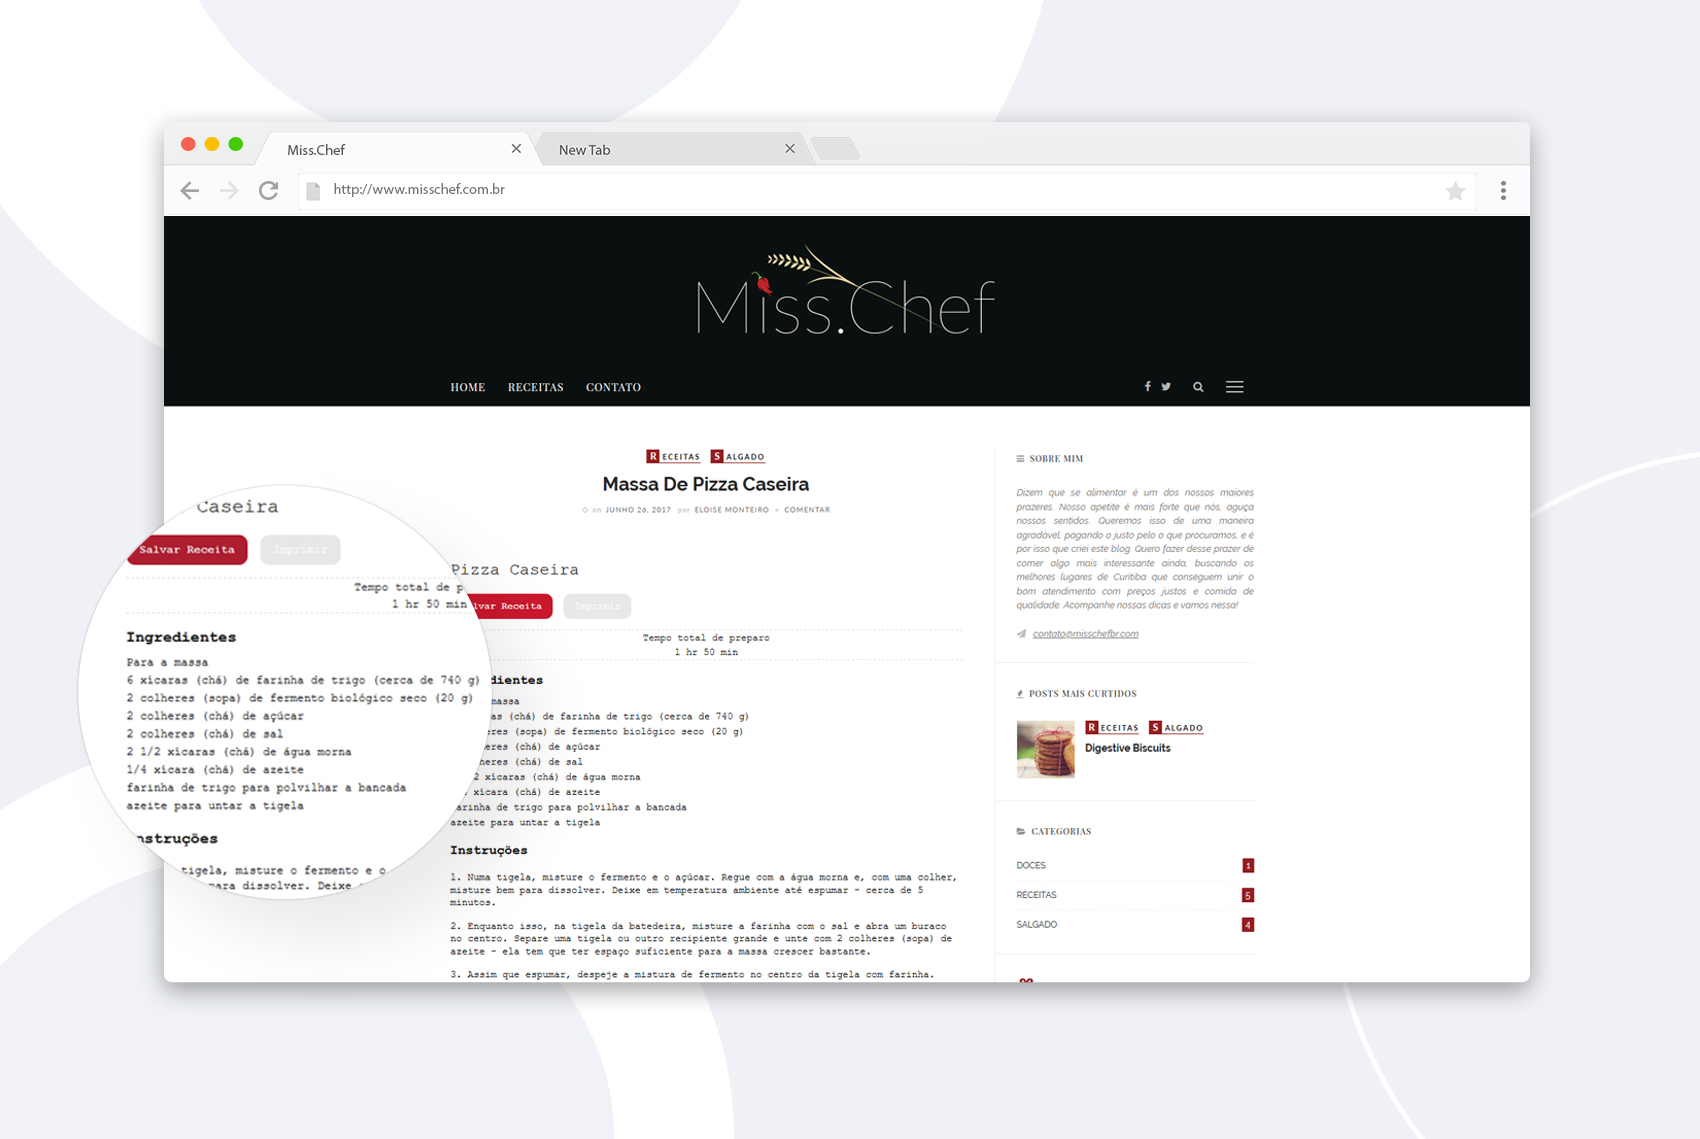 Miss.Chef
New Tab
http://www.misschef.com.br
Miss.Chef
HOME RECEITAS CONTATO
RECEITAS SALGADO
Massa De Pizza Caseira
on JUNHO 26, 2017 por ELOISE MONTEIRO COMENTAR
Caseira
Salvar Receita Imprimir
Tempo total de p
1 hr 50 min
Ingredientes
Para a massa
6 xícaras (chá) de farinha de trigo (cerca de 740 g)
2 colheres (sopa) de fermento biológico seco (20 g)
2 colheres (chá) de açúcar
2 colheres (chá) de sal
2 1/2 xícaras (chá) de água morna
1/4 xícara (chá) de azeite
farinha de trigo para polvilhar a bancada
azeite para untar a tigela
nstruções
tigela, misture o fermento e o
para dissolver. Deixe
Pizza Caseira
lvar Receita Imprimir
Tempo total de preparo
1 hr 50 min
dientes
massa
as (chá) de farinha de trigo (cerca de 740 g)
eres (sopa) de fermento biológico seco (20 g)
heres (chá) de açúcar
heres (chá) de sal
2 xícaras (chá) de água morna
xícara (chá) de azeite
arinha de trigo para polvilhar a bancada
azeite para untar a tigela
Instruções
1. Numa tigela, misture o fermento e o açúcar. Regue com a água morna e, com uma colher,
misture bem para dissolver. Deixe em temperatura ambiente até espumar - cerca de 5
minutos.
2. Enquanto isso, na tigela da batedeira, misture a farinha com o sal e abra um buraco
no centro. Separe uma tigela ou outro recipiente grande e unte com 2 colheres (sopa) de
azeite - ela tem que ter espaço suficiente para a massa crescer bastante.
3. Assim que espumar, despeje a mistura de fermento no centro da tigela com farinha.
SOBRE MIM
Dizem que se alimentar é um dos nossos maiores
prazeres. Nosso apetite é mais forte que nós, aguça
nossos sentidos. Queremos isso de uma maneira
agradável, pagando o justo pelo o que procuramos, e é
por isso que criei este blog. Quero fazer desse prazer de
comer algo mais interessante ainda, buscando os
melhores lugares de Curitiba que conseguem unir o
bom atendimento com preços justos e comida de
qualidade. Acompanhe nossas dicas e vamos nessa!
contato@misschefbr.com
POSTS MAIS CURTIDOS
RECEITAS SALGADO
Digestive Biscuits
CATEGORIAS
DOCES 1
RECEITAS 5
SALGADO 4